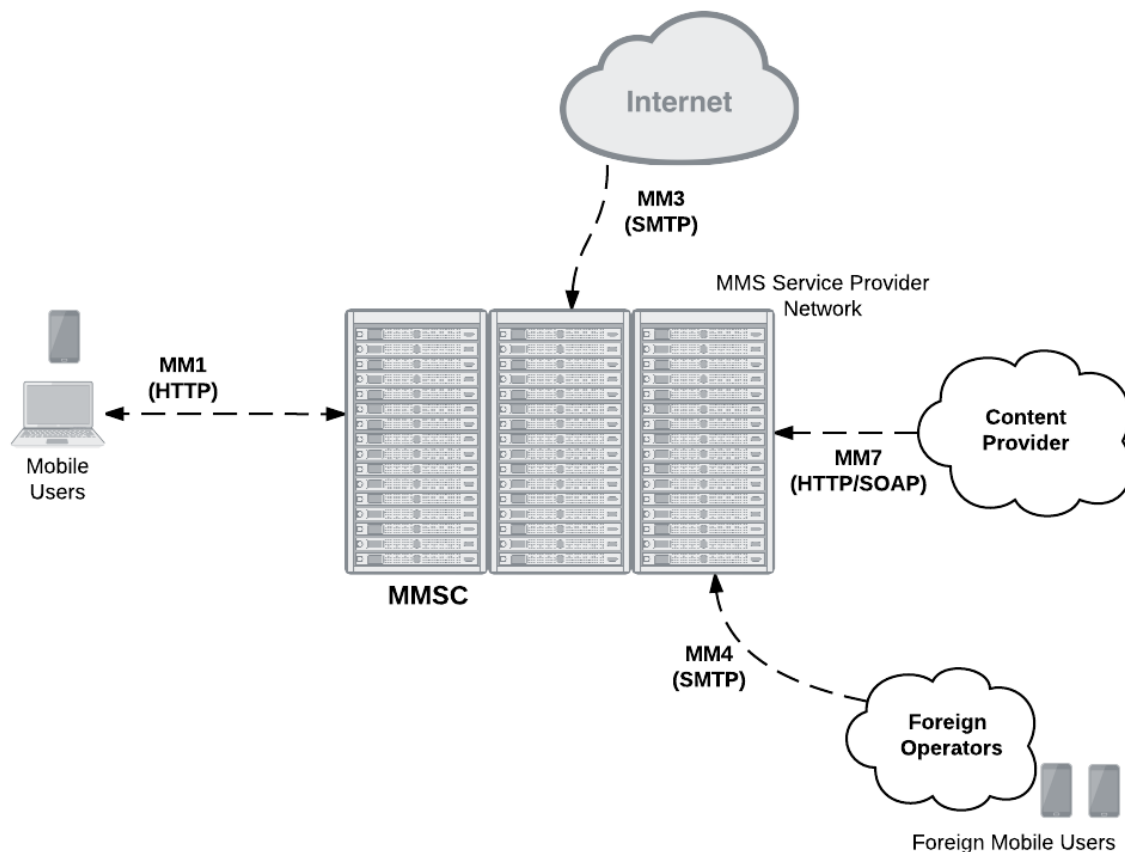 Internet
MM3
(SMTP)
MMS Service Provider
Network
MM1
(HTTP)
Mobile
Users
Content
Provider
MM7
(HTTP/SOAP)
MMSC
MM4
(SMTP)
Foreign
Operators
Foreign Mobile Users